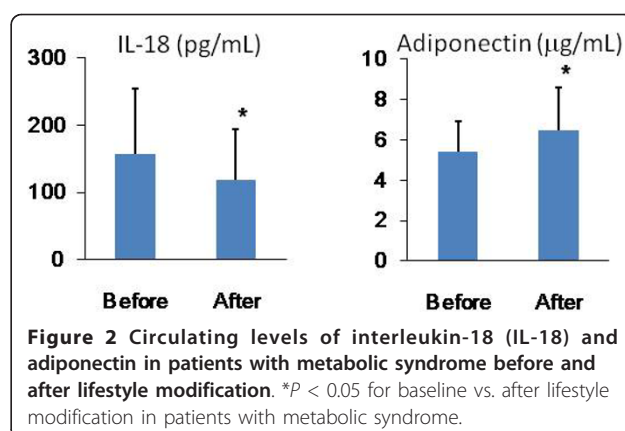 IL-18 (pg/mL)
300
200
100
0
Before After
Adiponectin (µg/mL)
10
8
6
4
2
0
Before After
*
*
Figure 2 Circulating levels of interleukin-18 (IL-18) and
adiponectin in patients with metabolic syndrome before and
after lifestyle modification. *P < 0.05 for baseline vs. after lifestyle
modification in patients with metabolic syndrome.